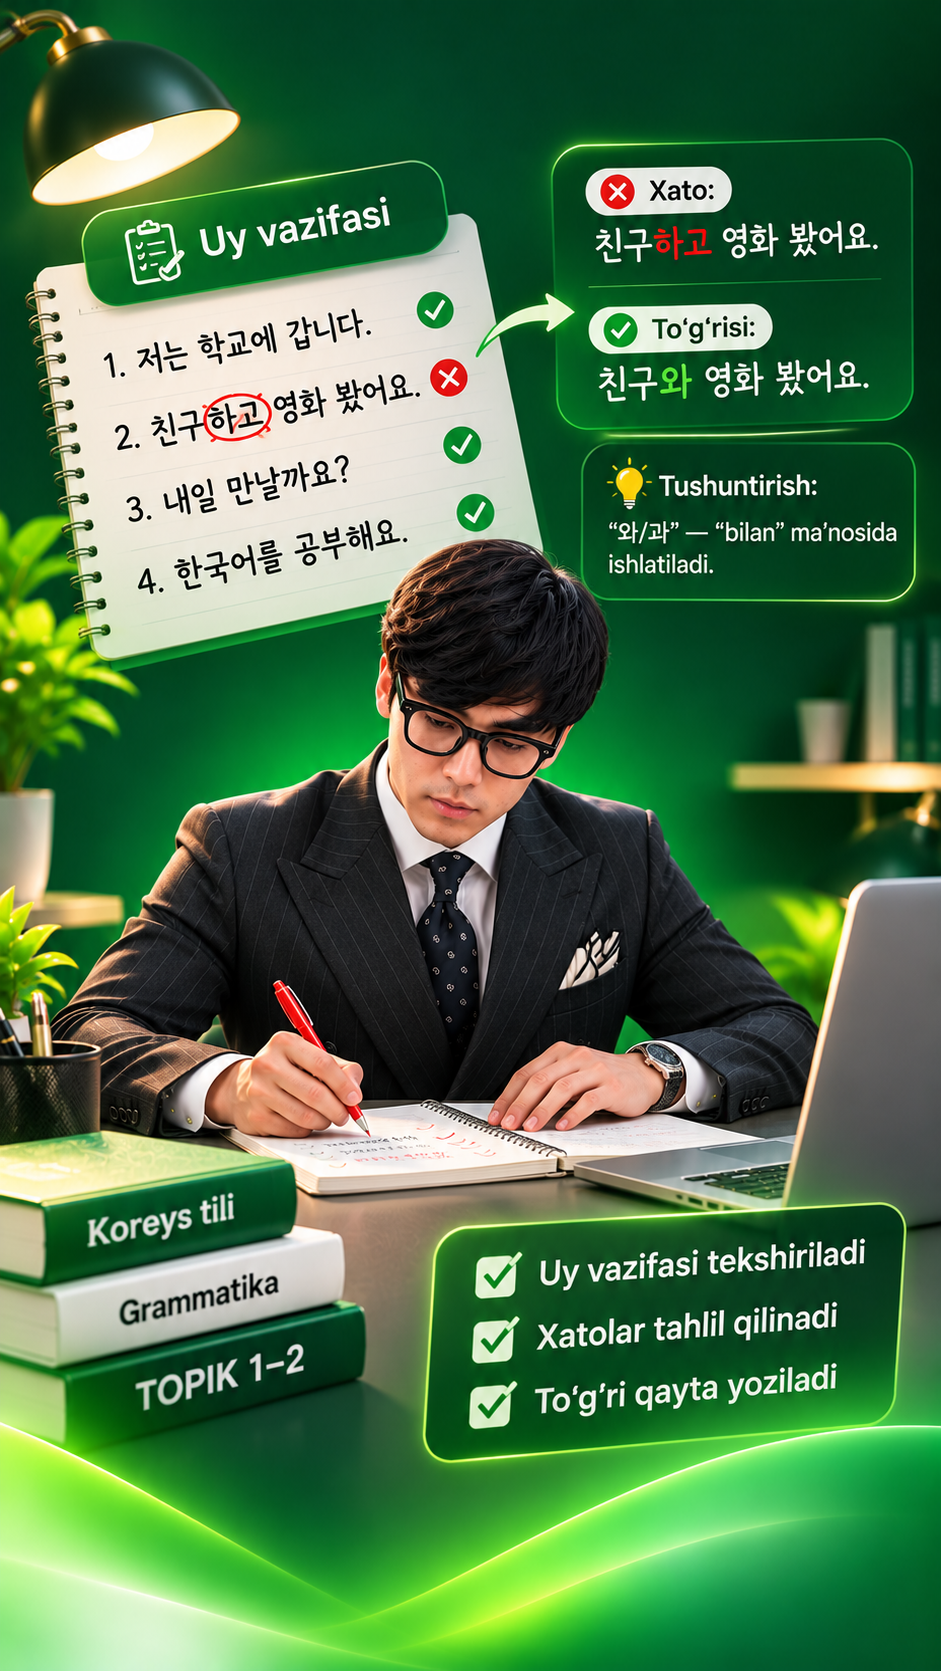 Uy vazifasi
1. 저는 학교에 갑니다.
2. 친구하고 영화 봤어요.
3. 내일 만날까요?
4. 한국어를 공부해요.
Xato:
친구하고 영화 봤어요.
To‘g‘risi:
친구와 영화 봤어요.
Tushuntirish:
“와/과” — “bilan” ma’nosida
ishlatiladi.
Koreys tili
Grammatika
TOPIK 1–2
Uy vazifasi tekshiriladi
Xatolar tahlil qilinadi
To‘g‘ri qayta yoziladi